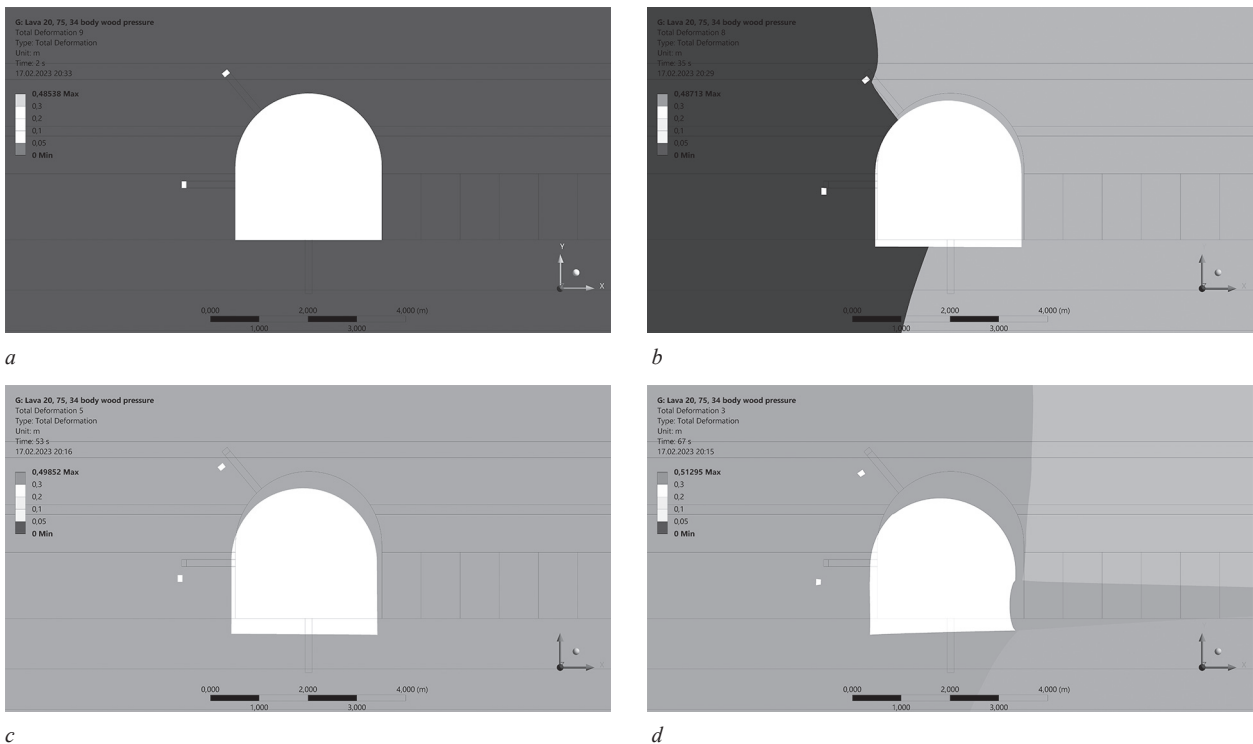 G: Lava 20, 75, 34 body wood pressure
Total Deformation 9
Type: Total Deformation
Unit: m
Time: 2 s
17.02.2023 20:33
0,48538 Max
0,3
0,2
0,1
0,05
0 Min
Y
X
0,000 2,000 4,000 (m)
1,000 3,000
a
G: Lava 20, 75, 34 body wood pressure
Total Deformation 8
Type: Total Deformation
Unit: m
Time: 35 s
17.02.2023 20:29
0,48713 Max
0,3
0,2
0,1
0,05
0 Min
0,000 2,000 4,000 (m)
1,000 3,000
b
G: Lava 20, 75, 34 body wood pressure
Total Deformation 5
Type: Total Deformation
Unit: m
Time: 53 s
17.02.2023 20:16
0,49852 Max
0,3
0,2
0,1
0,05
0 Min
X
0,000 2,000 4,000 (m)
1,000 3,000
c
G: Lava 20, 75, 34 body wood pressure
Total Deformation 3
Type: Total Deformation
Unit: m
Time: 67 s
17.02.2023 20:15
0,51295 Max
0,3
0,2
0,1
0,05
0 Min
X
0,000 2,000 4,000 (m)
1,000 3,000
d